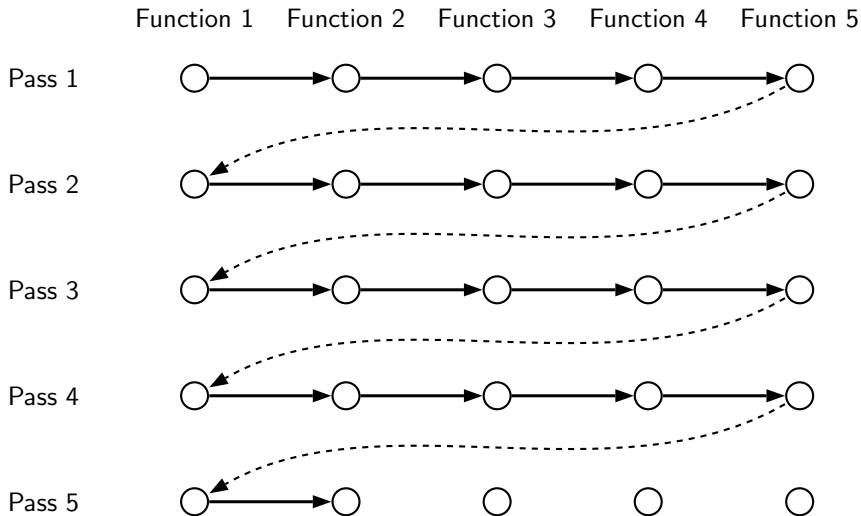 Function 1 Function 2 Function 3 Function 4 Function 5
Pass 1
Pass 2
Pass 3
Pass 4
Pass 5